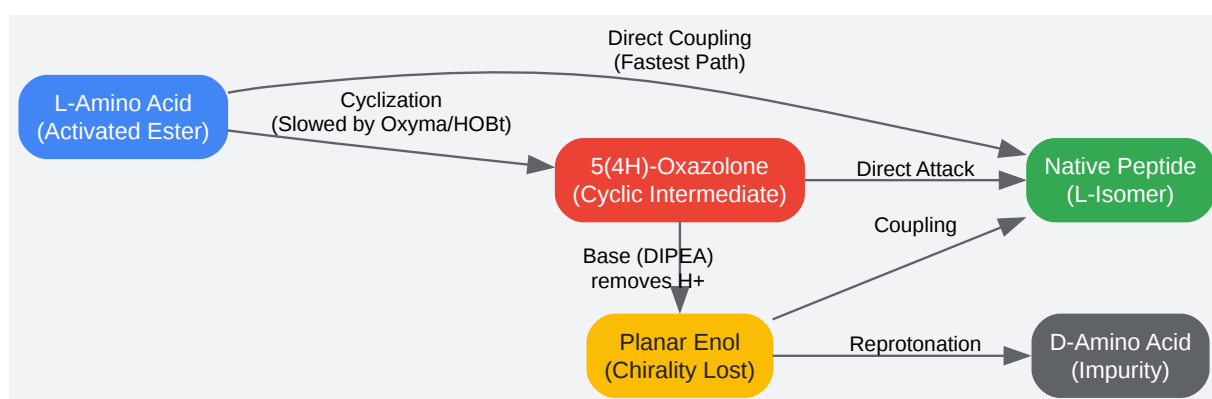 Direct Coupling
(Fastest Path)
L-Amino Acid
(Activated Ester)
Cyclization
(Slowed by Oxyma/HOBt)
5(4H)-Oxazolone
(Cyclic Intermediate)
Direct Attack
Native Peptide
(L-Isomer)
Coupling
Base (DIPEA)
removes H+
Planar Enol
(Chirality Lost)
Reprotonation
D-Amino Acid
(Impurity)